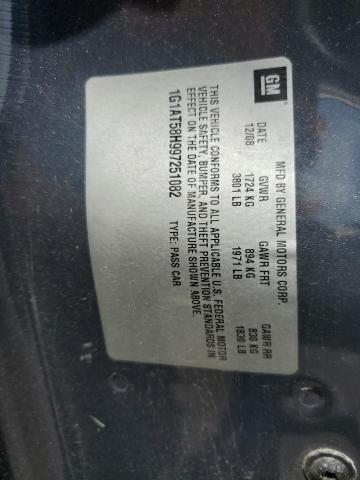 GM
MFD BY GENERAL MOTORS CORP.
DATE GVWR GAWR FRT GAWR RR
12/08 1724 KG 894 KG 830 KG
3801 LB 1971 LB 1830 LB
THIS VEHICLE CONFORMS TO ALL APPLICABLE U.S. FEDERAL MOTOR
VEHICLE SAFETY, BUMPER, AND THEFT PREVENTION STANDARDS IN
EFFECT ON THE DATE OF MANUFACTURE SHOWN ABOVE.
1G1AT58H997251082 TYPE: PASS CAR